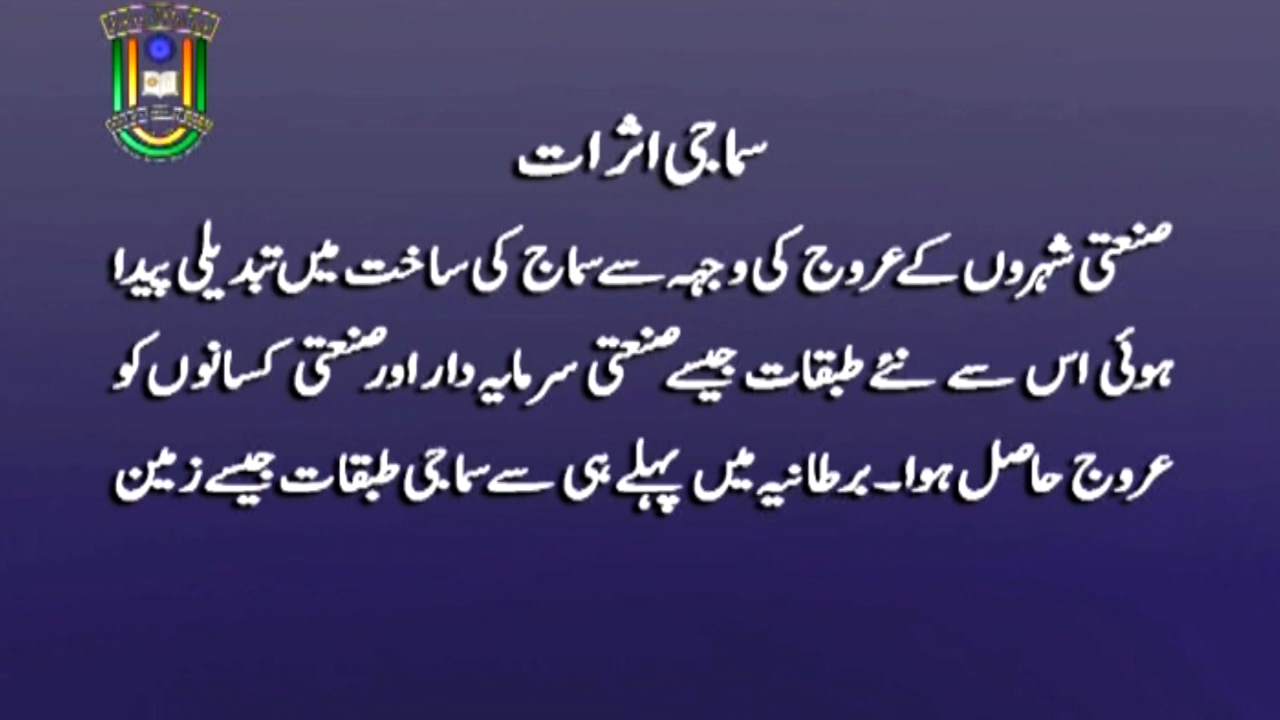 سماجی اثرات
صنعتی شہروں کے عروج کی وجہہ سے سماج کی ساخت میں تبدیلی پیدا
ہوئی اس سے نئے طبقات جیسے صنعتی سرمایہ دار اور صنعتی کسانوں کو
عروج حاصل ہوا۔ برطانیہ میں پہلے ہی سے سماجی طبقات جیسے زمین